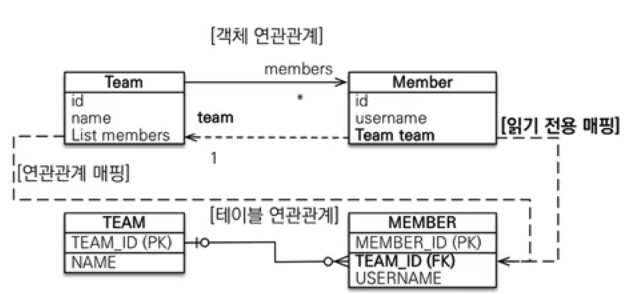 [객체 연관관계]
members
Team
id
name
List members
team
*
1
Member
id
username
Team team
[읽기 전용 매핑]
[연관관계 매핑]
[테이블 연관관계]
TEAM
TEAM_ID (PK)
NAME
MEMBER
MEMBER_ID (PK)
TEAM_ID (FK)
USERNAME